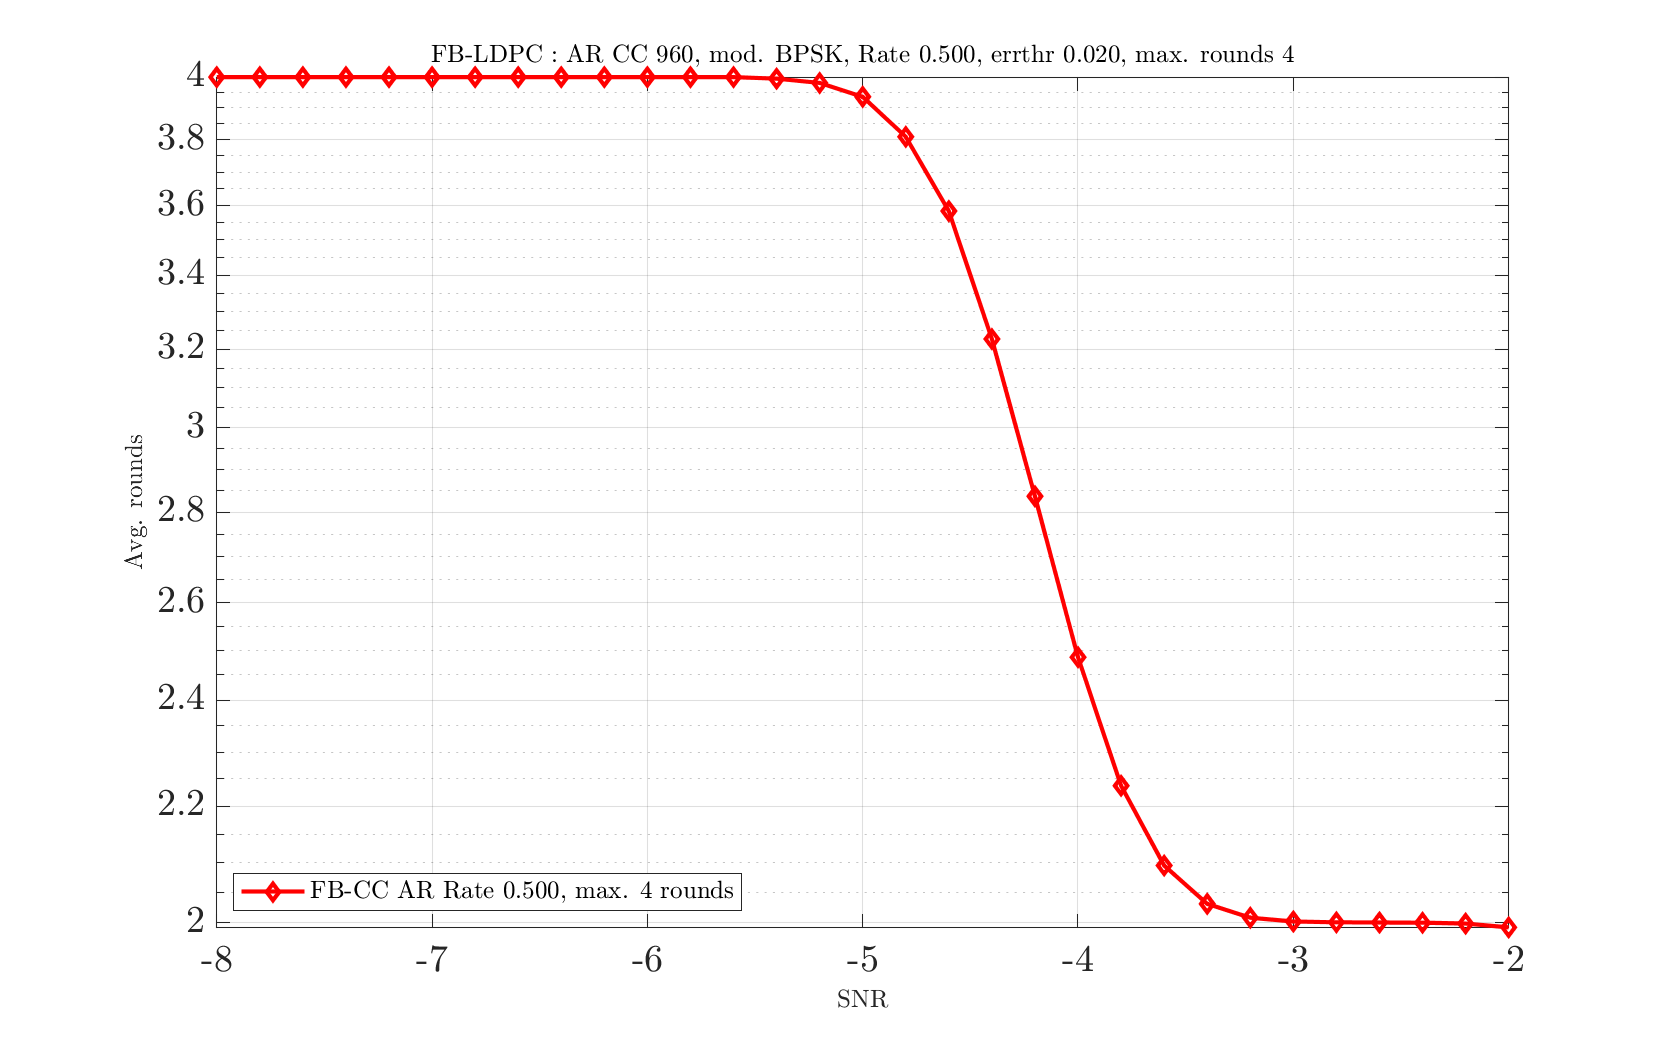 FB-LDPC : AR CC 960, mod. BPSK, Rate 0.500, errthr 0.020, max. rounds 4
4
3.8
3.6
3.4
3.2
3
2.8
2.6
2.4
2.2
2
Avg. rounds
FB-CC AR Rate 0.500, max. 4 rounds
-8 -7 -6 -5 -4 -3 -2
SNR